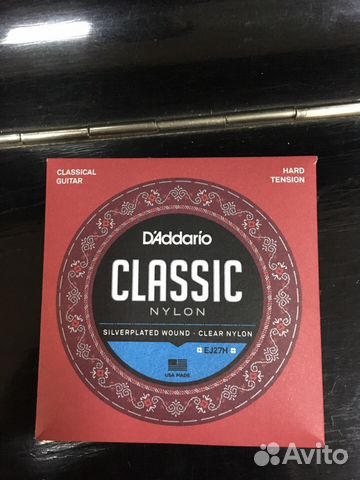 CLASSICAL
GUITAR
HARD
TENSION
D'Addario
CLASSIC
NYLON
SILVERPLATED WOUND · CLEAR NYLON
EJ27H
USA MADE
Avito